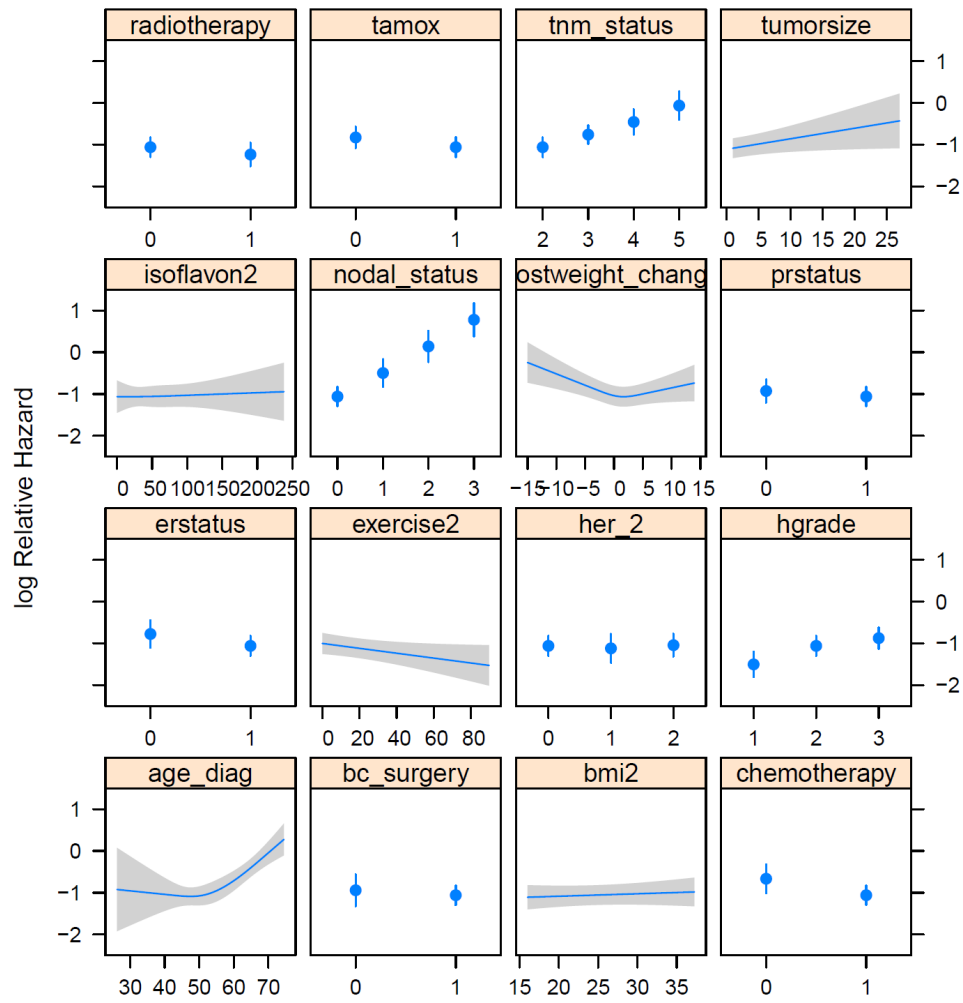 radiotherapy tamox tnm_status tumorsize
1
0
−1
−2
0 1 0 1 2 3 4 5 0 5 10 15 20 25
isoflavon2 nodal_status ostweight_chang prstatus
1
0
−1
−2
0 50 100 150 200 250 0 1 2 3 −15 −10 −5 0 5 10 15 0 1
log Relative Hazard
erstatus exercise2 her_2 hgrade
1
0
−1
−2
0 1 0 20 40 60 80 0 1 2 1 2 3
age_diag bc_surgery bmi2 chemotherapy
1
0
−1
−2
30 40 50 60 70 0 1 15 20 25 30 35 0 1